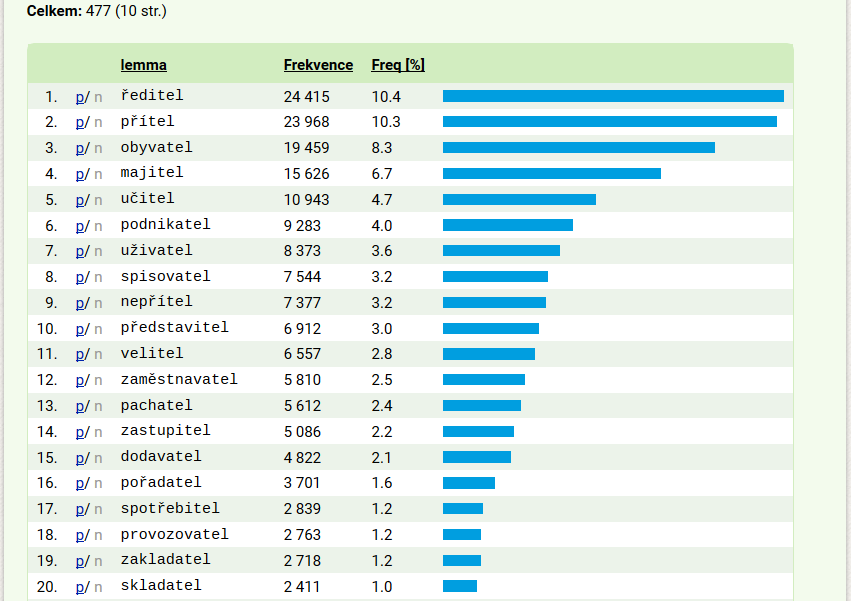 Celkem: 477 (10 str.)
lemma Frekvence Freq [%]
1. p/ n ředitel 24 415 10.4
2. p/ n přítel 23 968 10.3
3. p/ n obyvatel 19 459 8.3
4. p/ n majitel 15 626 6.7
5. p/ n učitel 10 943 4.7
6. p/ n podnikatel 9 283 4.0
7. p/ n uživatel 8 373 3.6
8. p/ n spisovatel 7 544 3.2
9. p/ n nepřítel 7 377 3.2
10. p/ n představitel 6 912 3.0
11. p/ n velitel 6 557 2.8
12. p/ n zaměstnavatel 5 810 2.5
13. p/ n pachatel 5 612 2.4
14. p/ n zastupitel 5 086 2.2
15. p/ n dodavatel 4 822 2.1
16. p/ n pořadatel 3 701 1.6
17. p/ n spotřebitel 2 839 1.2
18. p/ n provozovatel 2 763 1.2
19. p/ n zakladatel 2 718 1.2
20. p/ n skladatel 2 411 1.0